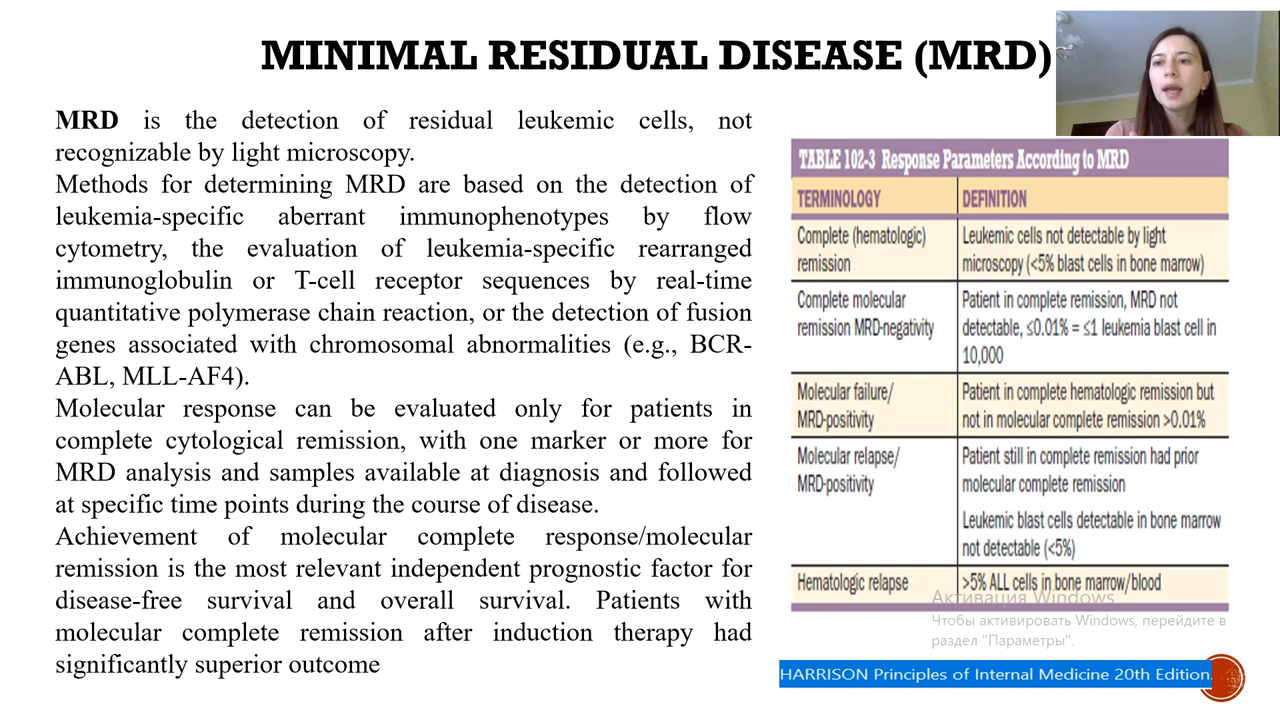 MINIMAL RESIDUAL DISEASE (MRD)
MRD is the detection of residual leukemic cells, not
recognizable by light microscopy.
Methods for determining MRD are based on the detection of
leukemia-specific aberrant immunophenotypes by flow
cytometry, the evaluation of leukemia-specific rearranged
immunoglobulin or T-cell receptor sequences by real-time
quantitative polymerase chain reaction, or the detection of fusion
genes associated with chromosomal abnormalities (e.g., BCR-
ABL, MLL-AF4).
Molecular response can be evaluated only for patients in
complete cytological remission, with one marker or more for
MRD analysis and samples available at diagnosis and followed
at specific time points during the course of disease.
Achievement of molecular complete response/molecular
remission is the most relevant independent prognostic factor for
disease-free survival and overall survival. Patients with
molecular complete remission after induction therapy had
significantly superior outcome
TABLE 102-3 Response Parameters According to MRD
TERMINOLOGY DEFINITION
Complete (hematologic) Leukemic cells not detectable by light
remission microscopy (<5% blast cells in bone marrow)
Complete molecular Patient in complete remission, MRD not
remission MRD-negativity detectable, ≤0.01% = ≤1 leukemia blast cell in
10,000
Molecular failure/ Patient in complete hematologic remission but
MRD-positivity not in molecular complete remission >0.01%
Molecular relapse/ Patient still in complete remission had prior
MRD-positivity molecular complete remission
Leukemic blast cells detectable in bone marrow
not detectable (<5%)
Hematologic relapse >5% ALL cells in bone marrow/blood
Активация Windows
Чтобы активировать Windows, перейдите в
раздел "Параметры".
HARRISON Principles of Internal Medicine 20th Edition.